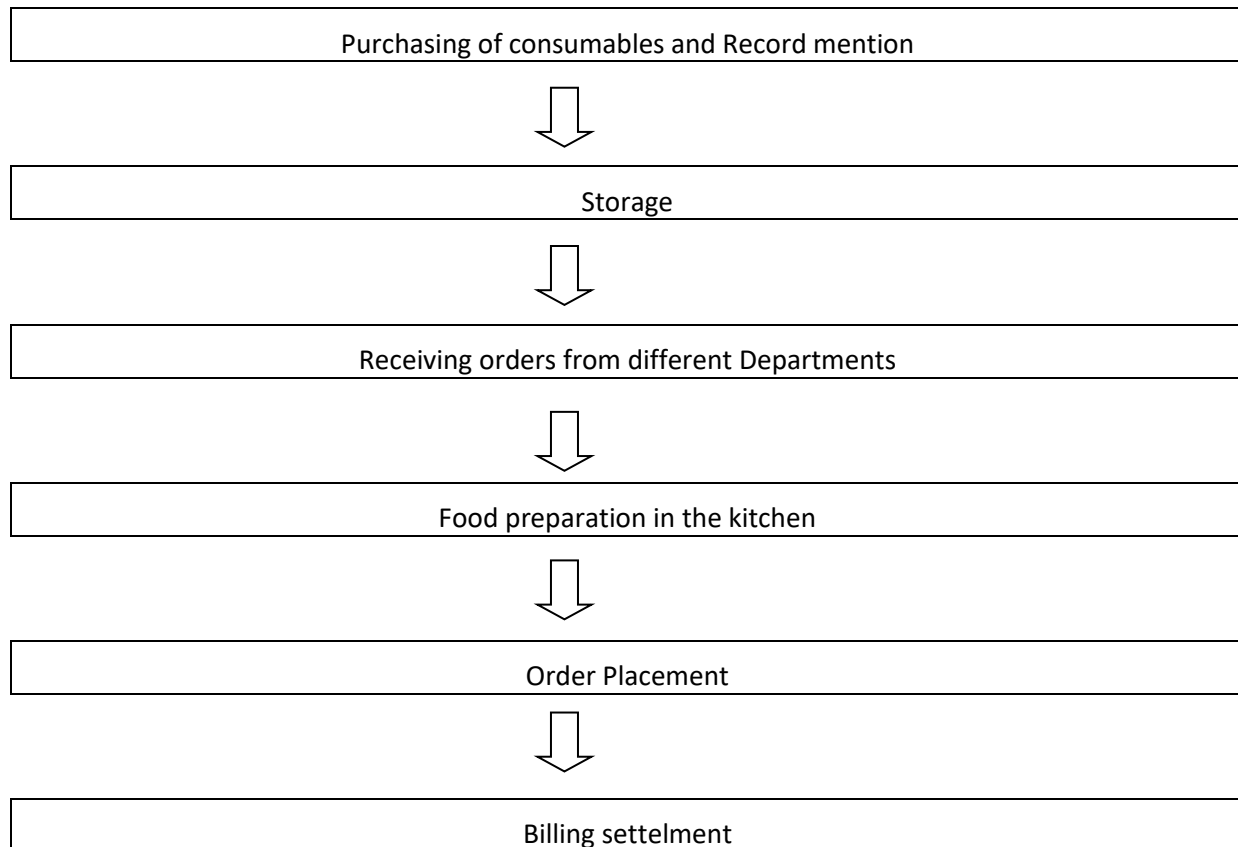 Purchasing of consumables and Record mention
Storage
Receiving orders from different Departments
Food preparation in the kitchen
Order Placement
Billing settelment